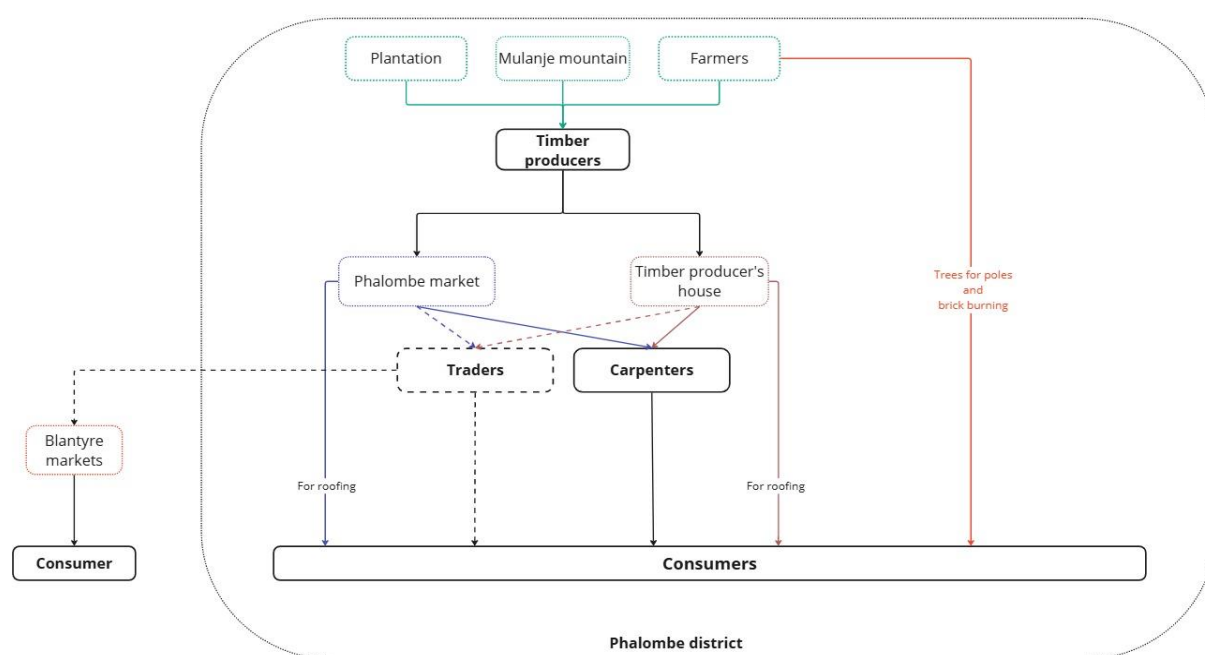 Plantation
Mulanje mountain
Farmers
Timber
producers
Phalombe market
Timber producer's
house
Trees for poles
and
brick burning
Traders
Carpenters
Blantyre
markets
For roofing
For roofing
Consumer
Consumers
Phalombe district